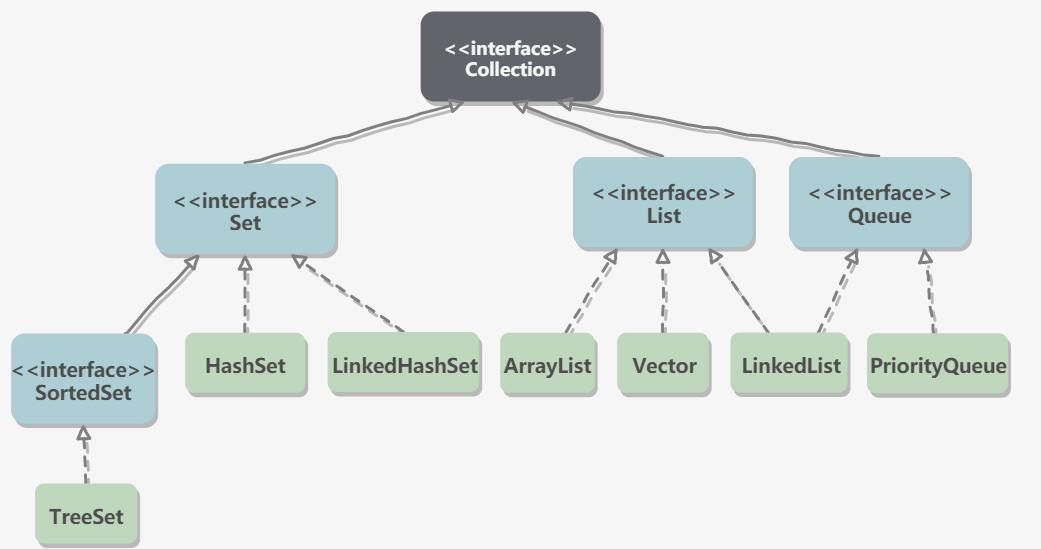 <<interface>>
Collection
<<interface>>
Set
<<interface>>
List
<<interface>>
Queue
<<interface>>
SortedSet
HashSet
LinkedHashSet
ArrayList
Vector
LinkedList
PriorityQueue
TreeSet